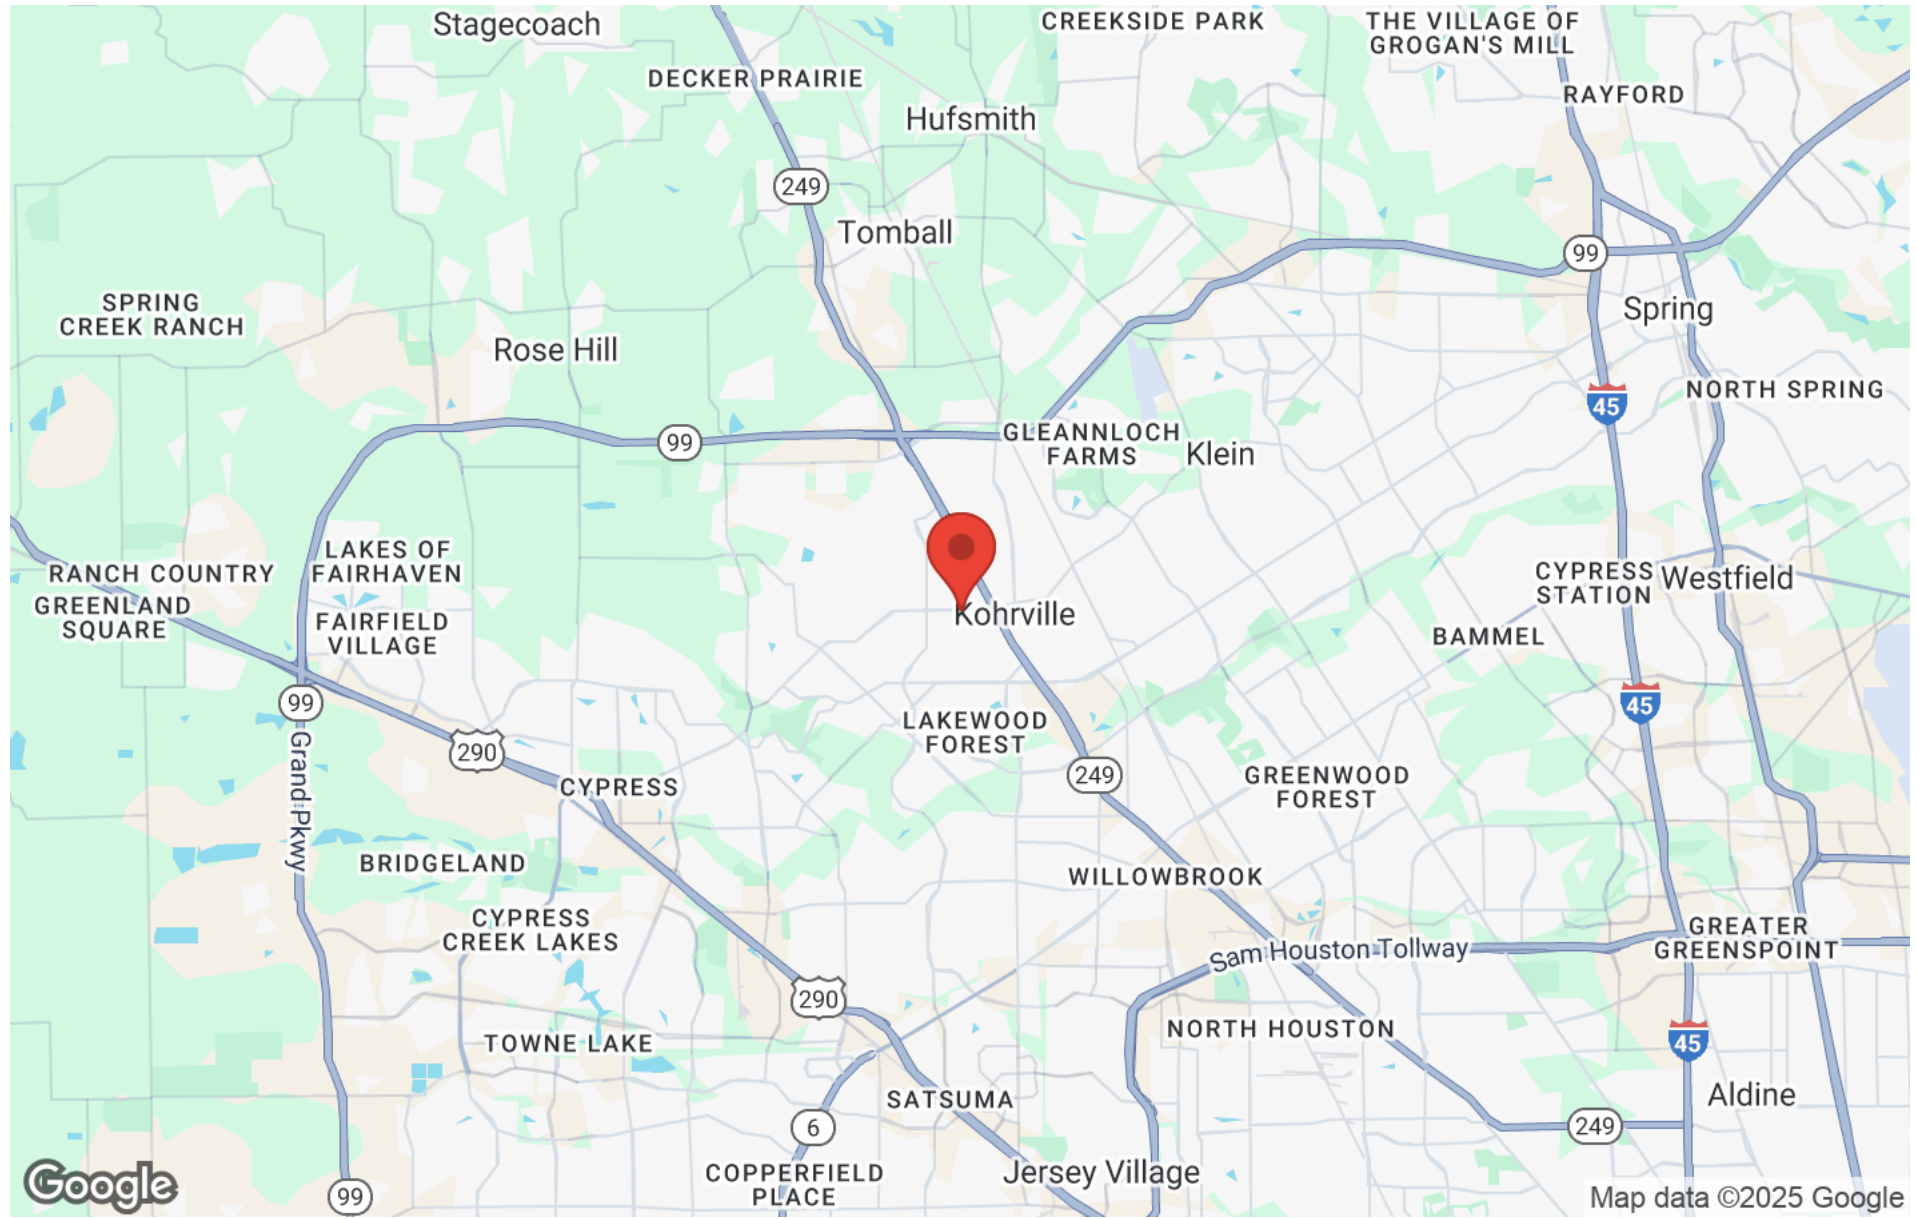 Stagecoach
CREEKSIDE PARK
THE VILLAGE OF
GROGAN'S MILL
DECKER PRAIRIE
RAYFORD
Hufsmith
249
Tomball
99
SPRING
CREEK RANCH
Spring
Rose Hill
NORTH SPRING
45
99
GLEANNLOCH
FARMS
Klein
LAKES OF
FAIRHAVEN
RANCH COUNTRY
GREENLAND
SQUARE
CYPRESS
STATION
Westfield
FAIRFIELD
VILLAGE
Kohrville
BAMMEL
99
45
LAKEWOOD
FOREST
290
Grand Pkwy
249
CYPRESS
GREENWOOD
FOREST
BRIDGELAND
WILLOWBROOK
CYPRESS
CREEK LAKES
GREATER
GREENSPOINT
Sam Houston Tollway
290
NORTH HOUSTON
TOWNE LAKE
45
SATSUMA
Aldine
6
249
COPPERFIELD
PLACE
Jersey Village
99
Google
Map data ©2025 Google